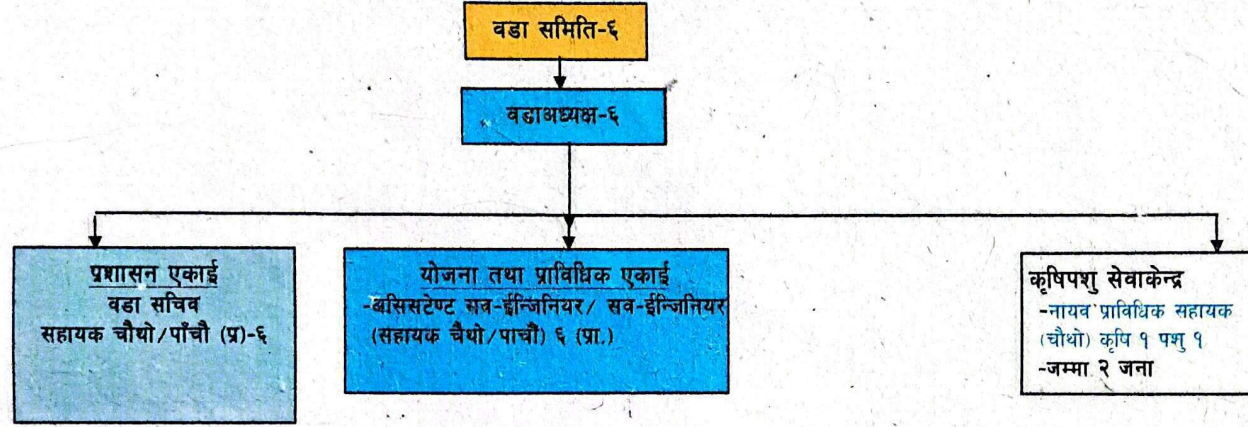 वडा समिति-६
वडाअध्यक्ष-६
प्रशासन एकाई
वडा सचिव
सहायक चौथो/पाँचौ (प्र)-६
योजना तथा प्राविधिक एकाई
-असिसटेण्ट सव-ईन्जिनियर/ सव-ईन्जिनियर
(सहायक चैथो/पाचौं) ६ (प्रा.)
कृषिपशु सेवाकेन्द्र
-नायव प्राविधिक सहायक
(चौथो) कृषि १ पशु १
-जम्मा २ जना